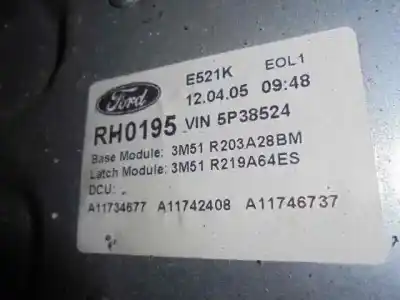 E521K EOL1
Ford 12.04.05 09:48
RH0195 VIN 5P38524
Base Module: 3M51 R203A28BM
Latch Module: 3M51 R219A64ES
DCU: .
A11734677 A11742408 A11746737